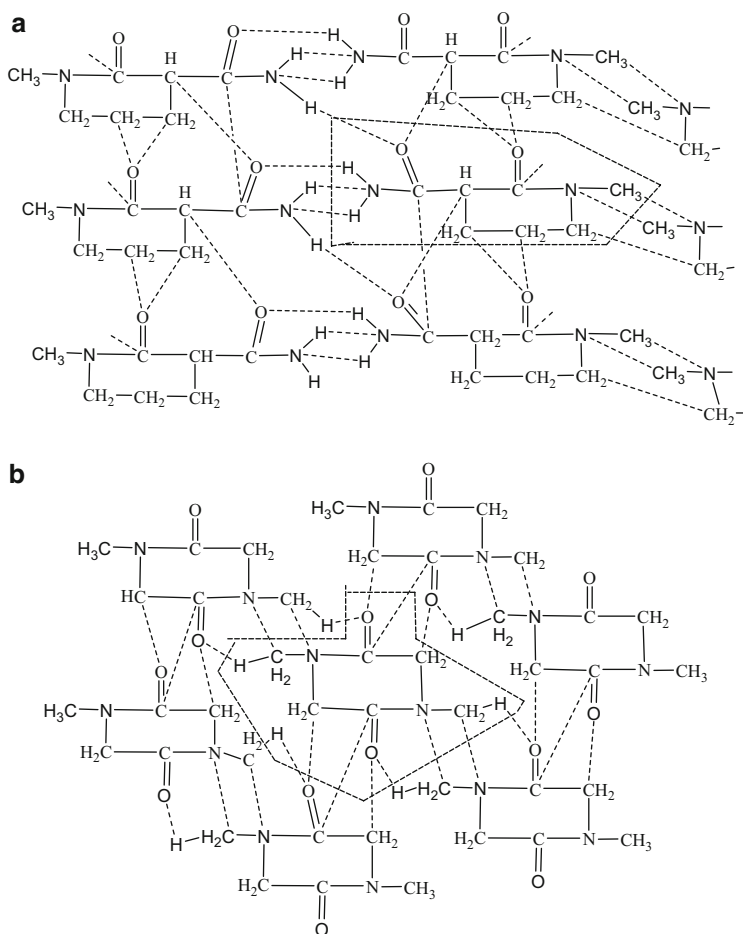 a
O O O
O H
H H C C
CH₃ N C CH C N H N C C C N CH₃
H H₂C CH₂ CH₂ CH₃ N
CH₂ CH₂ CH₂ H
O O O O CH₂
H H H H
CH₃ N C C C N H N C C C N CH₃
H H₂C CH₂ CH₂ CH₃ N
CH₂ CH₂ CH₂ H
O O O O CH₂
H H
CH₃ N C CH C N N C CH₂ C N CH₃
H H H₂C CH₂ CH₂ CH₃ N
CH₂ CH₂ CH₂
CH₂
b
O
H₃C N C CH₂
O
H₃C N C CH₂ H₂C C N CH₂
O
HC C N CH₂ O C N C CH₂
H O H H₂
O H C N C CH₂ H₂C C N CH₃
H₂
O
H₃C N C CH₂ H₂C C N CH₂ H O
H₂C C N C H₂ H O O
O O H H₂C N C CH₂
H H₂C N C CH₂ H₂C C N CH₃
H₂C C N CH₃ O
O